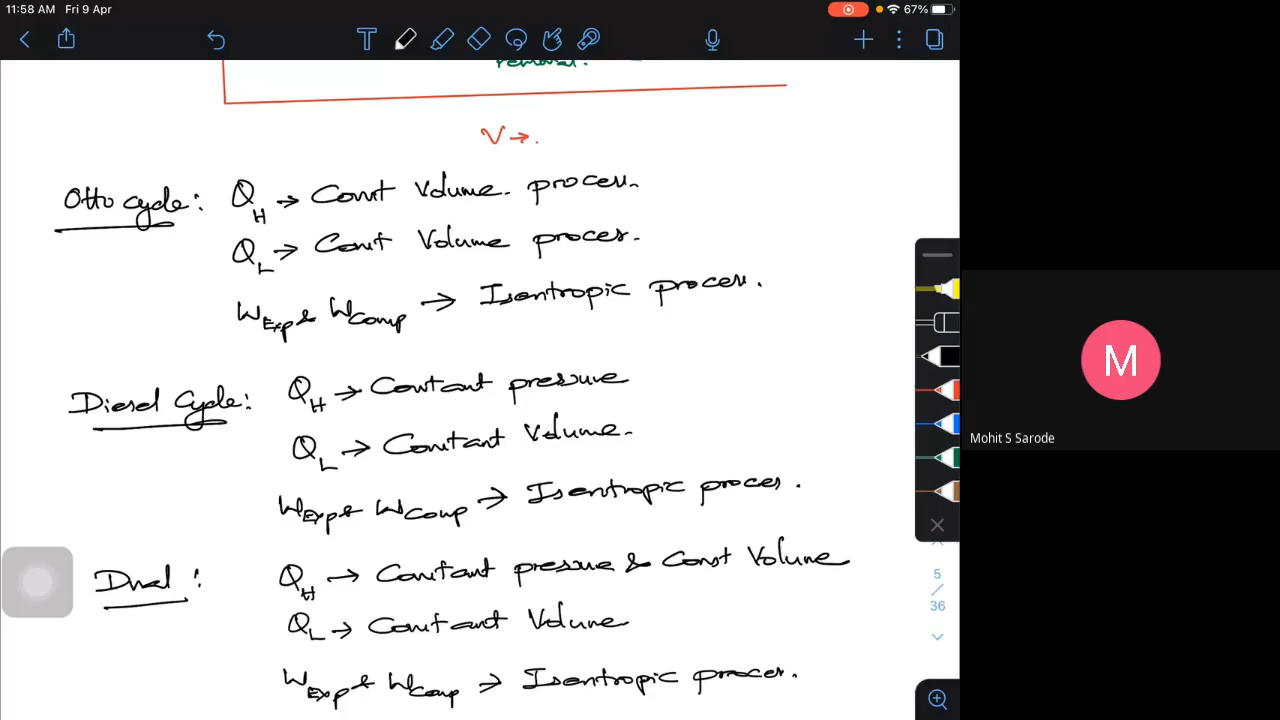 11:58 AM Fri 9 Apr
67%
removal.
V →.
Otto cycle: Q_H → Const Volume. process.
Q_L → Const Volume process.
W_Exp & W_Comp → Isentropic process.
Diesel Cycle: Q_H → Constant pressure
Q_L → Constant Volume.
W_Exp & W_Comp → Isentropic process.
Dual: Q_H → Constant pressure & Const Volume
Q_L → Constant Volume
W_Exp & W_Comp → Isentropic process.
5
/
36
M
Mohit S Sarode